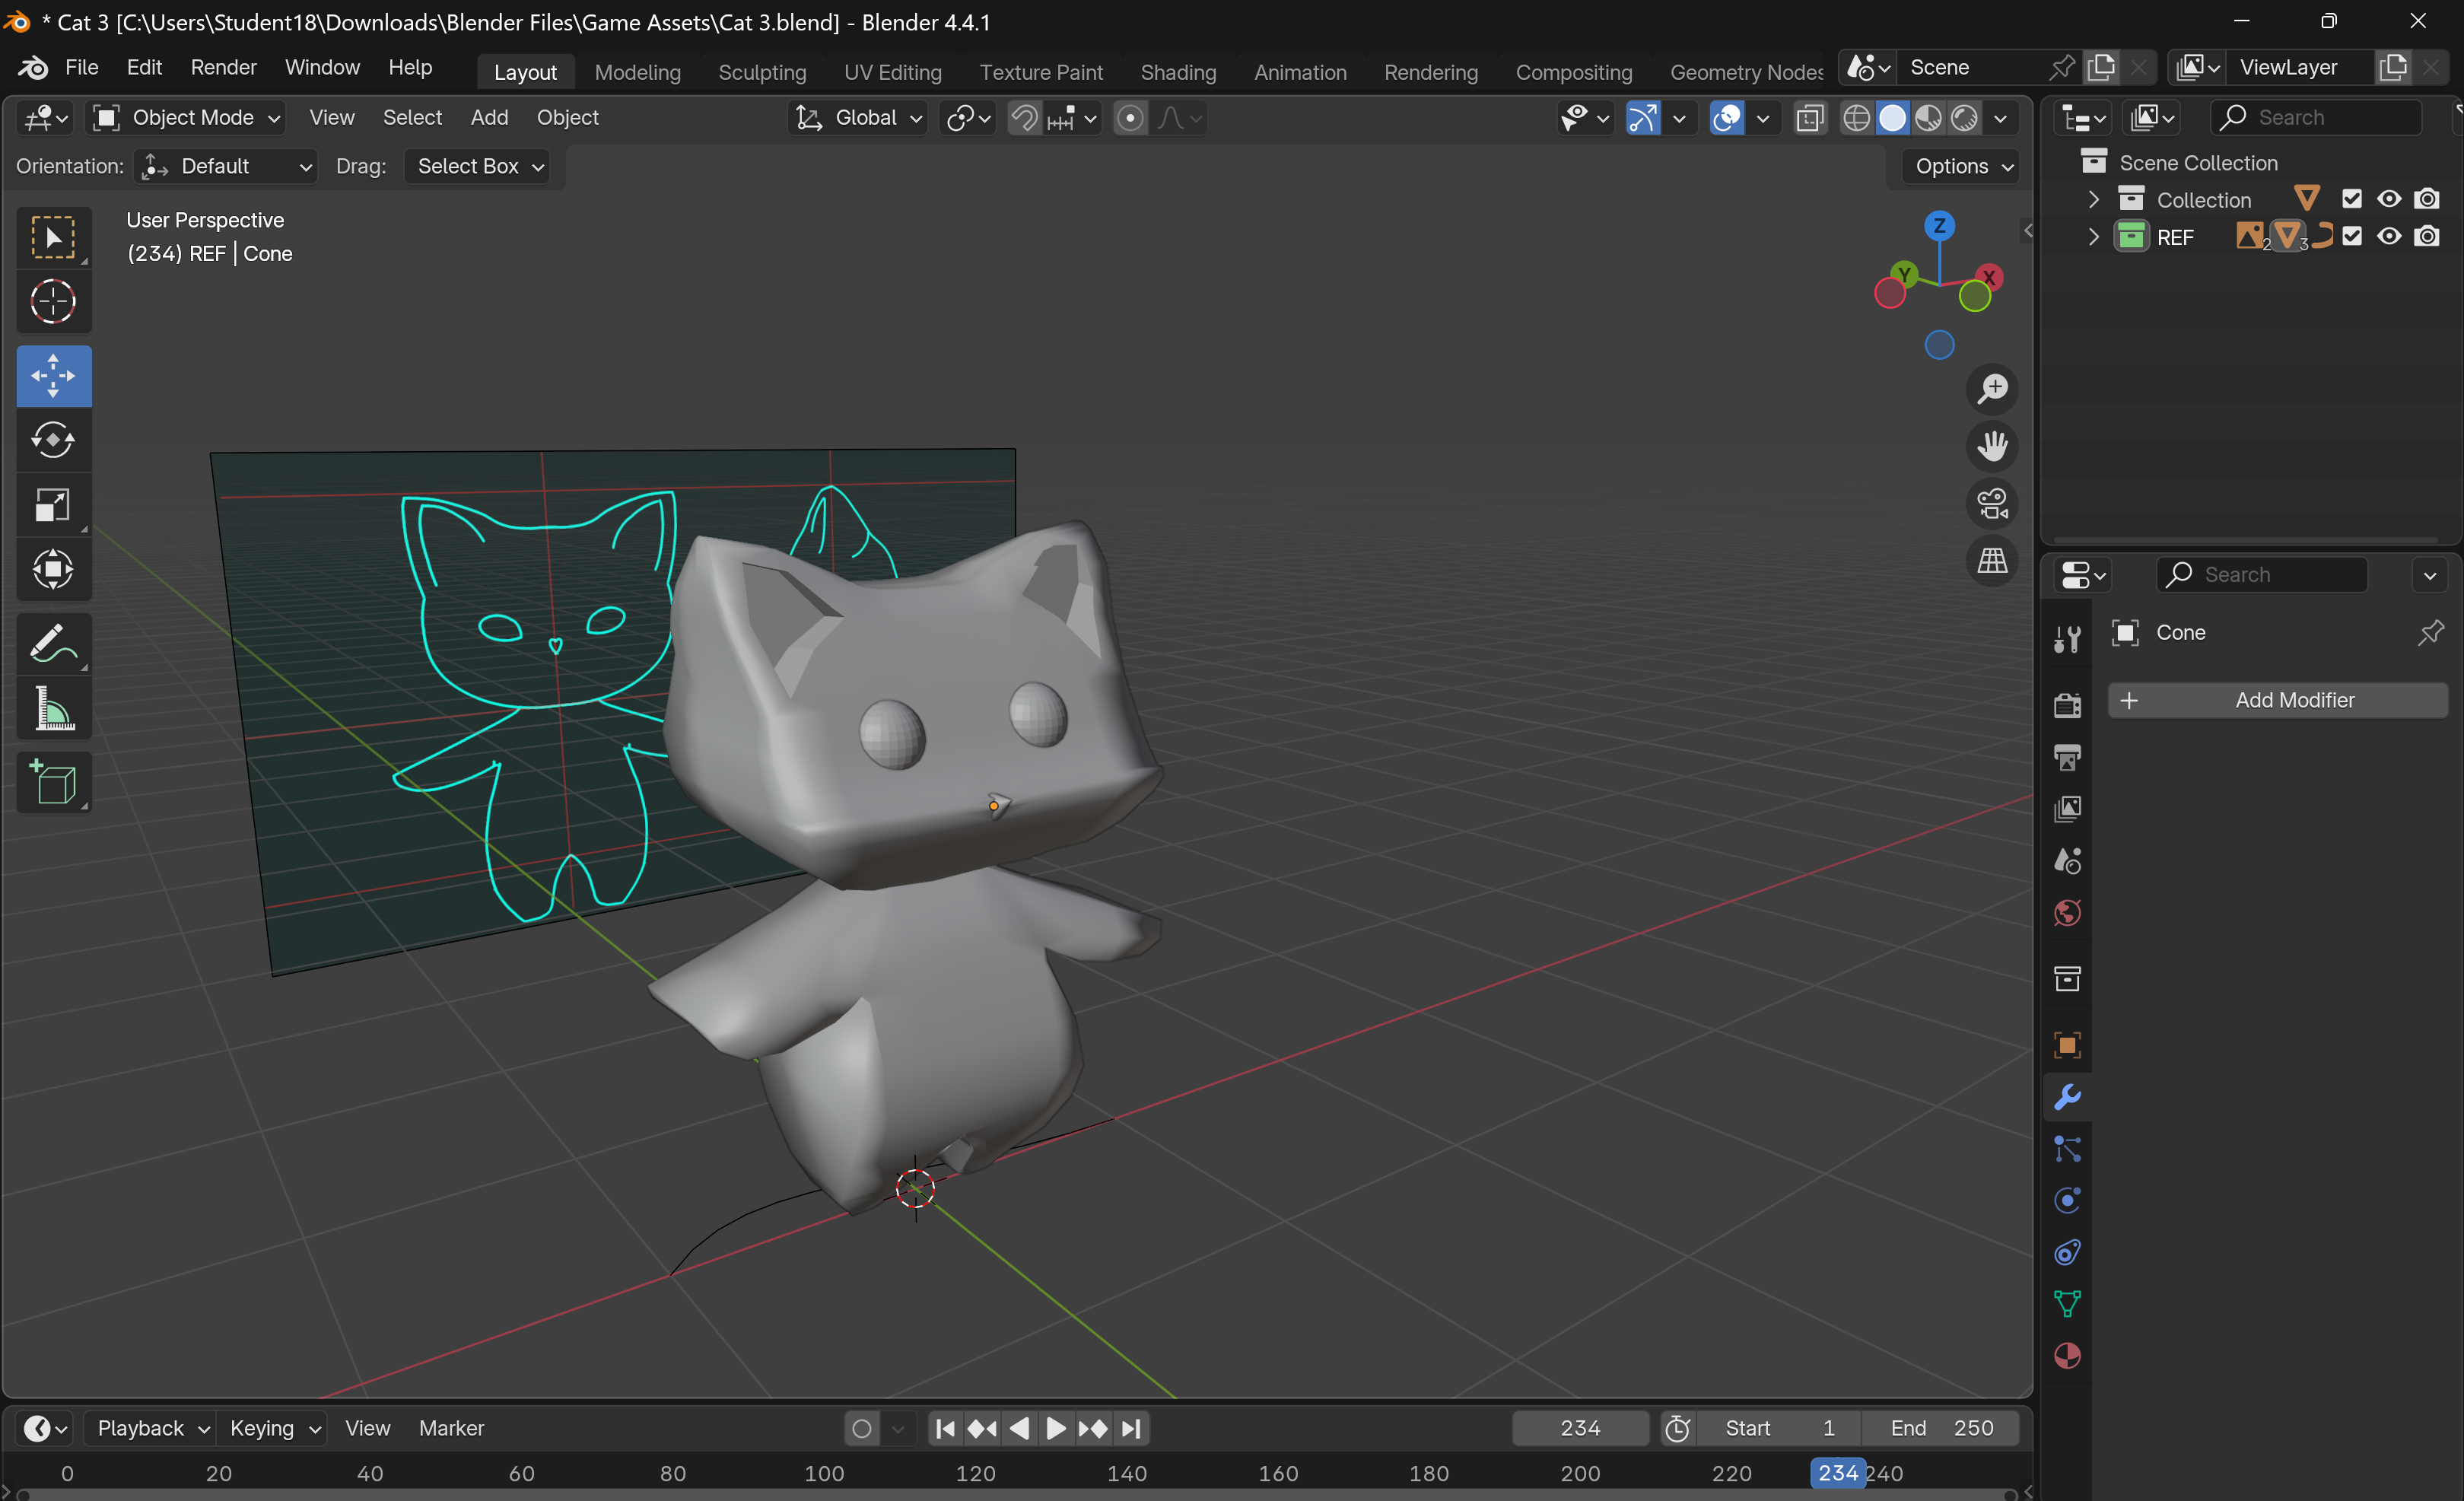 * Cat 3 [C:\Users\Student18\Downloads\Blender Files\Game Assets\Cat 3.blend] - Blender 4.4.1
File Edit Render Window Help Layout Modeling Sculpting UV Editing Texture Paint Shading Animation Rendering Compositing Geometry Nodes Scene ViewLayer
Object Mode View Select Add Object Global Search
Orientation: Default Drag: Select Box Options
User Perspective
(234) REF | Cone
Z
Y
X
Scene Collection
Collection
REF 2 3
Search
Cone
+ Add Modifier
Playback Keying View Marker 234 Start 1 End 250
0 20 40 60 80 100 120 140 160 180 200 220 234 240